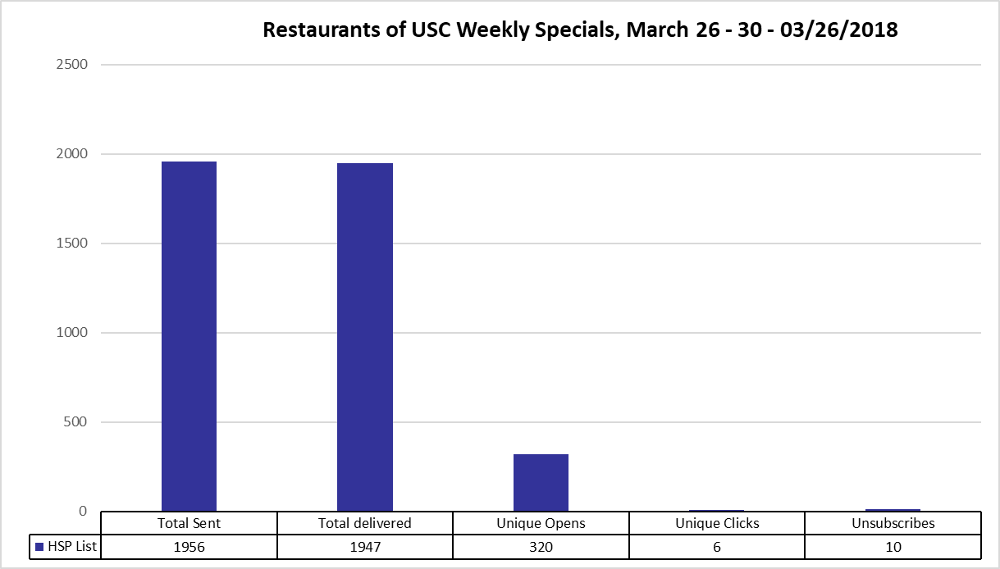 Restaurants of USC Weekly Specials, March 26 - 30 - 03/26/2018
2500
2000
1500
1000
500
0
Total Sent Total delivered Unique Opens Unique Clicks Unsubscribes
HSP List 1956 1947 320 6 10